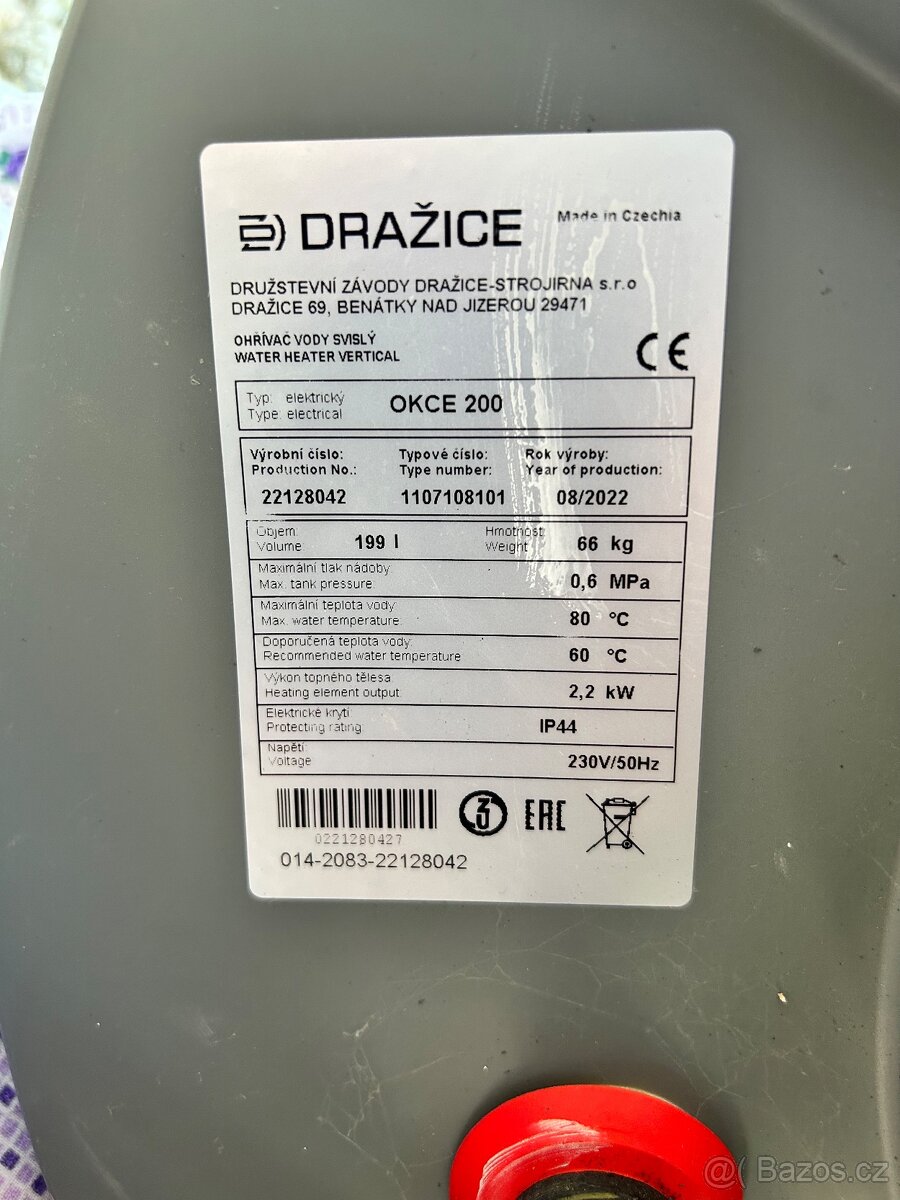 DRAŽICE Made in Czechia
DRUŽSTEVNÍ ZÁVODY DRAŽICE-STROJIRNA s.r.o
DRAŽICE 69, BENÁTKY NAD JIZEROU 29471
OHŘÍVAČ VODY SVISLÝ
WATER HEATER VERTICAL
CE
Typ: elektrický
Type: electrical
OKCE 200
Výrobní číslo: Typové číslo: Rok výroby:
Production No.: Type number: Year of production:
22128042 1107108101 08/2022
Objem: Hmotnost:
Volume 199 l Weight 66 kg
Maximální tlak nádoby
Max. tank pressure 0,6 MPa
Maximální teplota vody
Max. water temperature: 80 °C
Doporučená teplota vody:
Recommended water temperature 60 °C
Výkon topného tělesa:
Heating element output: 2,2 kW
Elektrické krytí
Protecting rating: IP44
Napětí:
Voltage 230V/50Hz
EAC
0221280427
014-2083-22128042
@( Bazos.cz